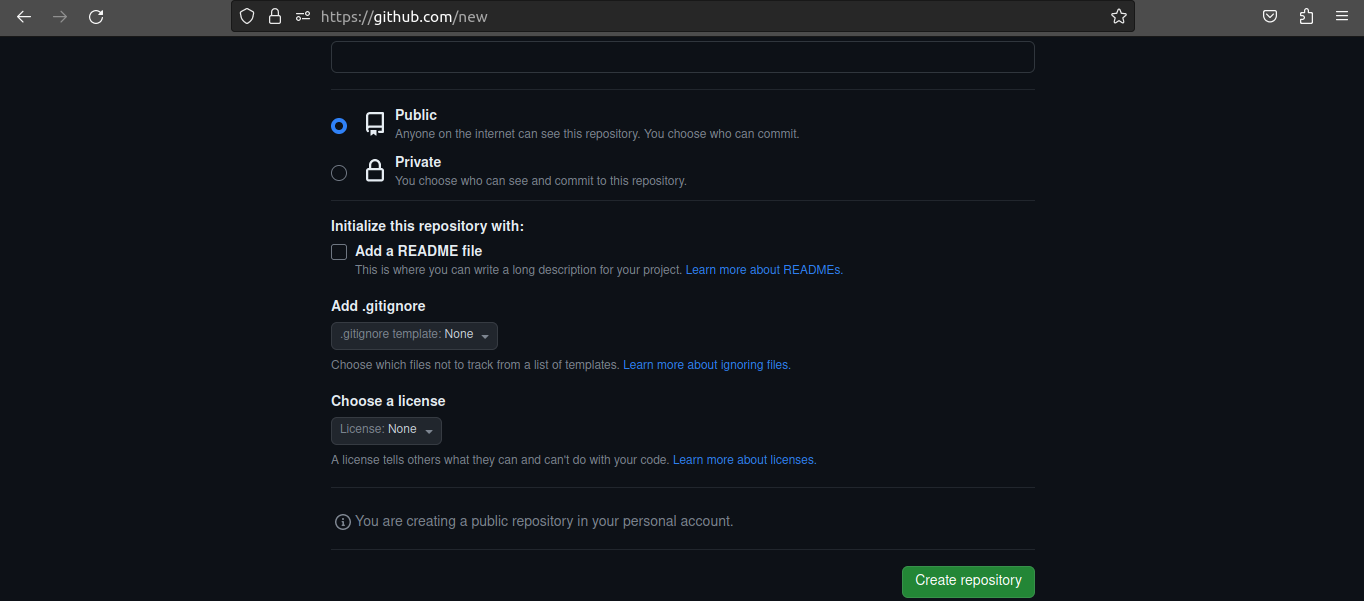 https://github.com/new
Public
Anyone on the internet can see this repository. You choose who can commit.
Private
You choose who can see and commit to this repository.
Initialize this repository with:
Add a README file
This is where you can write a long description for your project. Learn more about READMEs.
Add .gitignore
.gitignore template: None
Choose which files not to track from a list of templates. Learn more about ignoring files.
Choose a license
License: None
A license tells others what they can and can't do with your code. Learn more about licenses.
You are creating a public repository in your personal account.
Create repository